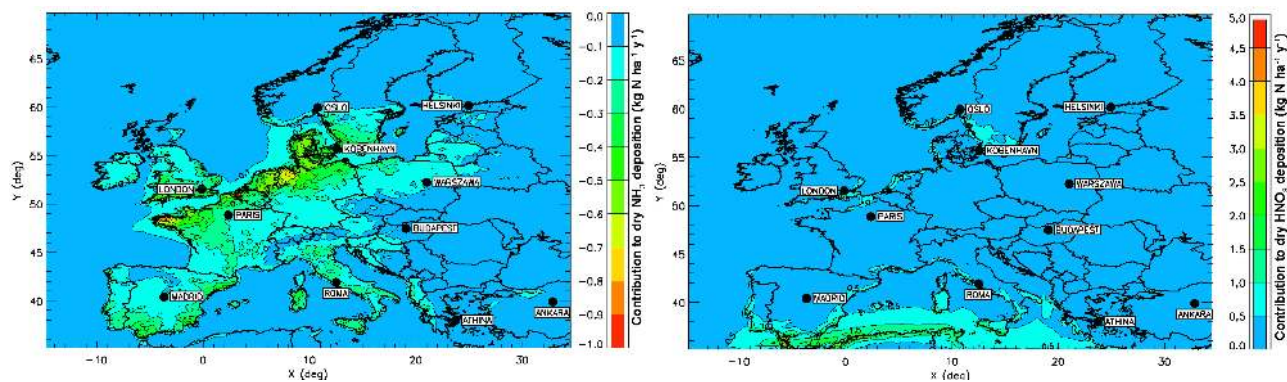 Y (deg)
65
60
55
50
45
40
-10
0
10
20
30
X (deg)
OSLO
HELSINKI
KOBENHAVN
LONDON
WARSZAWA
PARIS
BUDAPEST
MADRID
ROMA
ANKARA
ATHINA
0.0
-0.1
-0.2
-0.3
-0.4
-0.5
-0.6
-0.7
-0.8
-0.9
-1.0
Contribution to dry NH₃ deposition (kg N ha⁻¹ y⁻¹)
Y (deg)
65
60
55
50
45
40
-10
0
10
20
30
X (deg)
OSLO
HELSINKI
KOBENHAVN
LONDON
WARSZAWA
PARIS
BUDAPEST
MADRID
ROMA
ANKARA
ATHINA
0.5
5.0
4.5
4.0
3.5
3.0
2.5
2.0
1.5
1.0
0.5
0.0
Contribution to dry HNO₃ deposition (kg N ha⁻¹ y⁻¹)